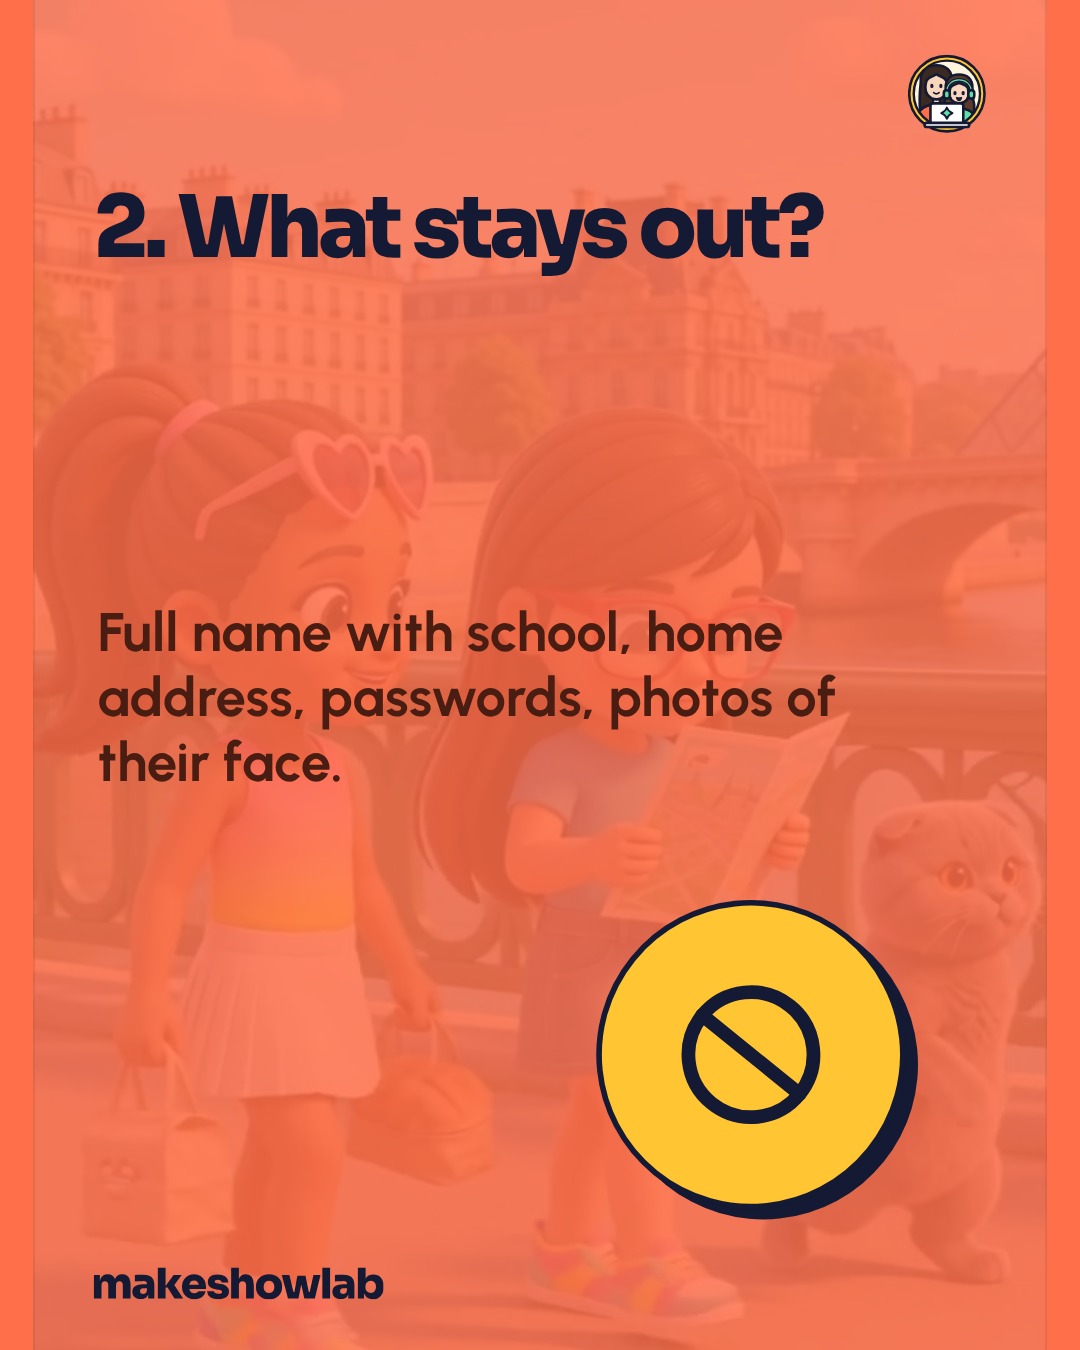 2. What stays out?
Full name with school, home
address, passwords, photos of
their face.
makeshowlab